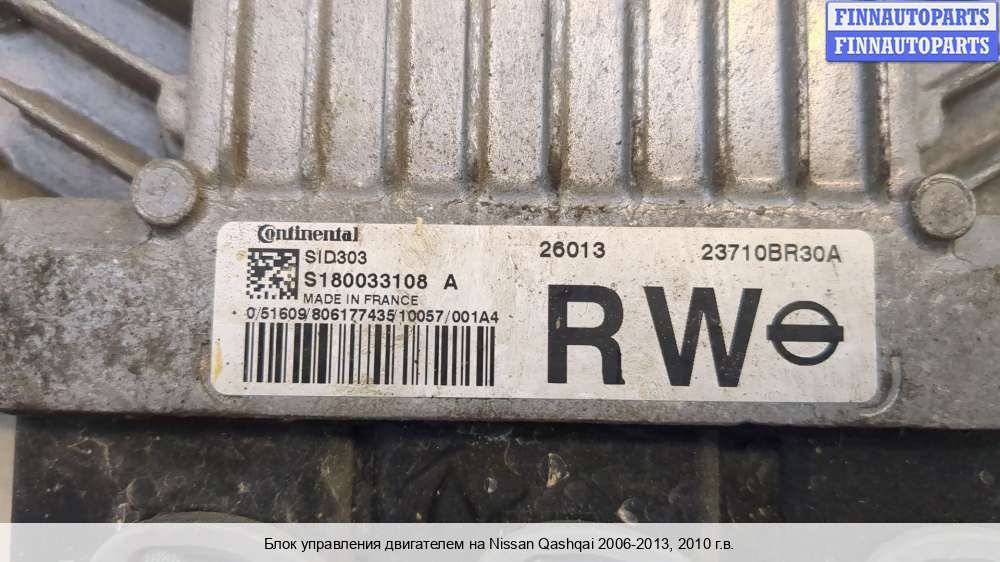 FINNAUTOPARTS
FINNAUTOPARTS
Continental
SID303
S180033108 A
MADE IN FRANCE
0/51609/806177435/10057/001A4
26013
23710BR30A
RW
Блок управления двигателем на Nissan Qashqai 2006-2013, 2010 г.в.